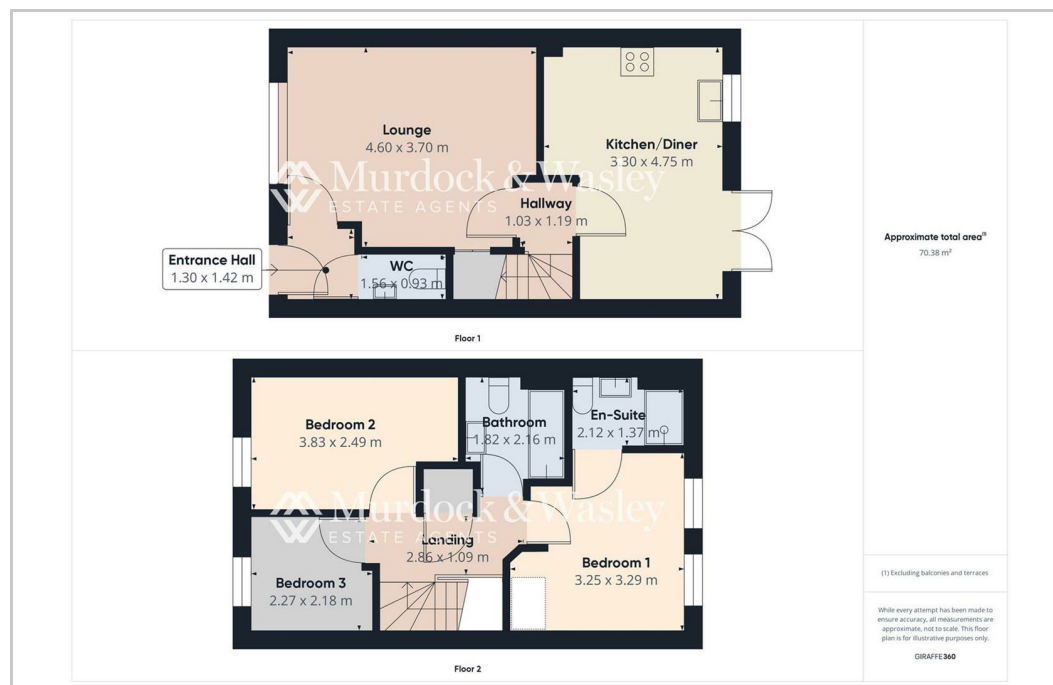 Lounge
4.60 x 3.70 m
Kitchen/Diner
3.30 x 4.75 m
Murdock & Wasley
ESTATE AGENTS
Hallway
1.03 x 1.19 m
Entrance Hall
1.30 x 1.42 m
WC
1.56 x 0.93 m
Floor 1
Approximate total area(1)
70.38 m²
Bedroom 2
3.83 x 2.49 m
Bathroom
1.82 x 2.16 m
En-Suite
2.12 x 1.37 m
Murdock & Wasley
ESTATE AGENTS
Landing
2.86 x 1.09 m
Bedroom 3
2.27 x 2.18 m
Bedroom 1
3.25 x 3.29 m
Floor 2
(1) Excluding balconies and terraces
While every attempt has been made to
ensure accuracy, all measurements are
approximate, not to scale. This floor
plan is for illustrative purposes only.
GIRAFFE360